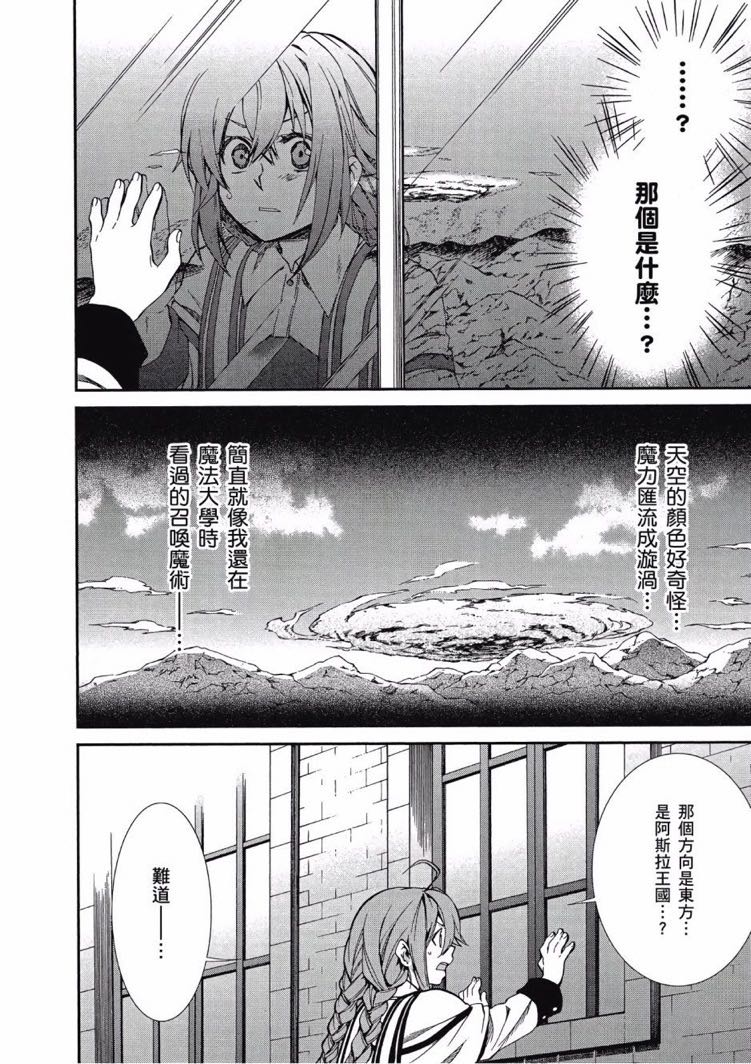 ……？
那個是什麼…？
天空的顏色好奇怪…
魔力匯流成漩渦…
簡直就像我還在
魔法大學時
看過的召喚魔術——…
那個方向是東方…
是阿斯拉王國…？
難道——…